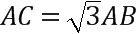 AC = √3AB